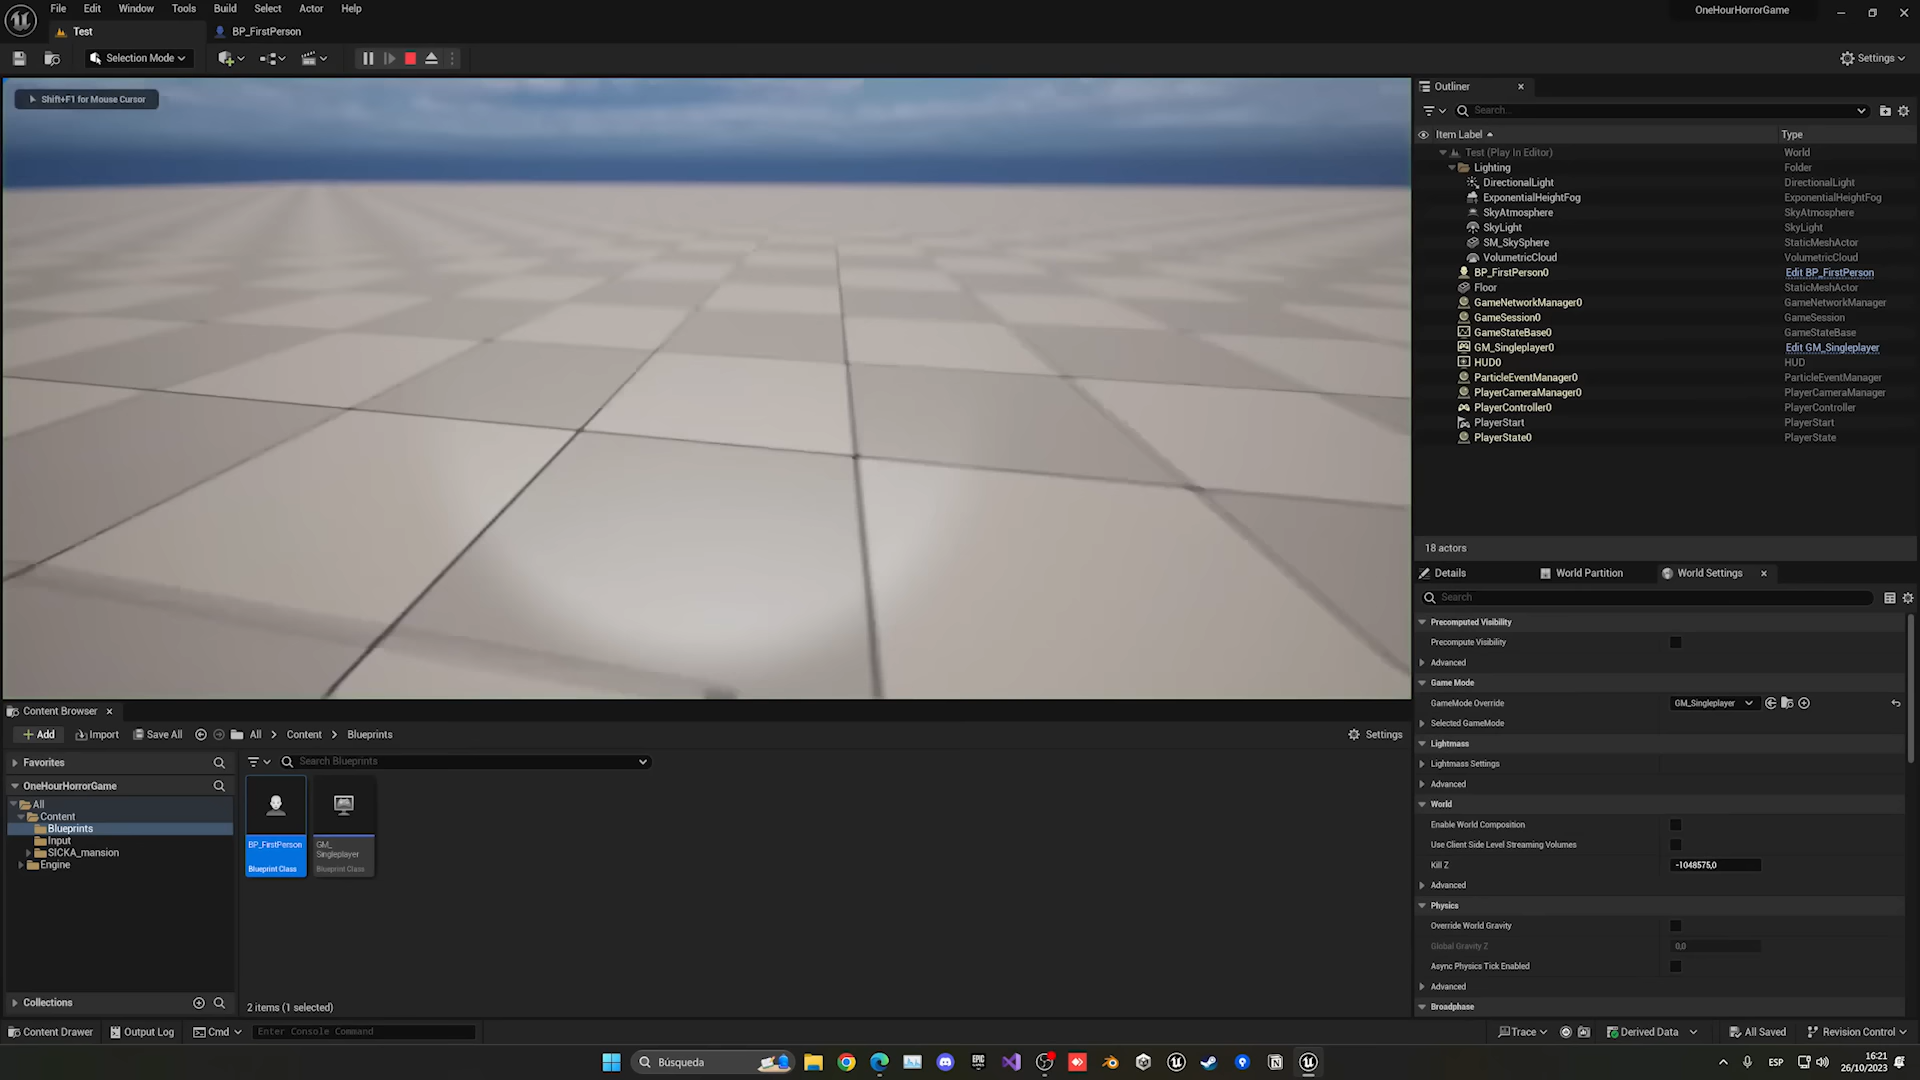 File Edit Window Tools Build Select Actor Help
OneHourHorrorGame
Test
BP_FirstPerson
Selection Mode
Settings
Shift+F1 for Mouse Cursor
Outliner
Search...
Item Label Type
Test (Play In Editor) World
Lighting Folder
DirectionalLight DirectionalLight
ExponentialHeightFog ExponentialHeightFog
SkyAtmosphere SkyAtmosphere
SkyLight SkyLight
SM_SkySphere StaticMeshActor
VolumetricCloud VolumetricCloud
BP_FirstPerson0 Edit BP_FirstPerson
Floor StaticMeshActor
GameNetworkManager0 GameNetworkManager
GameSession0 GameSession
GameStateBase0 GameStateBase
GM_Singleplayer0 Edit GM_Singleplayer
HUD0 HUD
ParticleEventManager0 ParticleEventManager
PlayerCameraManager0 PlayerCameraManager
PlayerController0 PlayerController
PlayerStart PlayerStart
PlayerState0 PlayerState
18 actors
Details World Partition World Settings
Search
Precomputed Visibility
Precompute Visibility
Advanced
Game Mode
GameMode Override GM_Singleplayer
Selected GameMode
Lightmass
Lightmass Settings
Advanced
World
Enable World Composition
Use Client Side Level Streaming Volumes
Kill Z -1048575,0
Advanced
Physics
Override World Gravity
Global Gravity Z 0,0
Async Physics Tick Enabled
Advanced
Broadphase
Content Browser
Add Import Save All All Content Blueprints Settings
Favorites
Search Blueprints
OneHourHorrorGame
All
Content
Blueprints
Input
SICKA_mansion
Engine
BP_FirstPerson
Blueprint Class
GM_
Singleplayer
Blueprint Class
Collections
2 items (1 selected)
Content Drawer Output Log Cmd Enter Console Command Trace Derived Data All Saved Revision Control
Búsqueda
EPIC
GAMES
ESP
16:21
26/10/2023